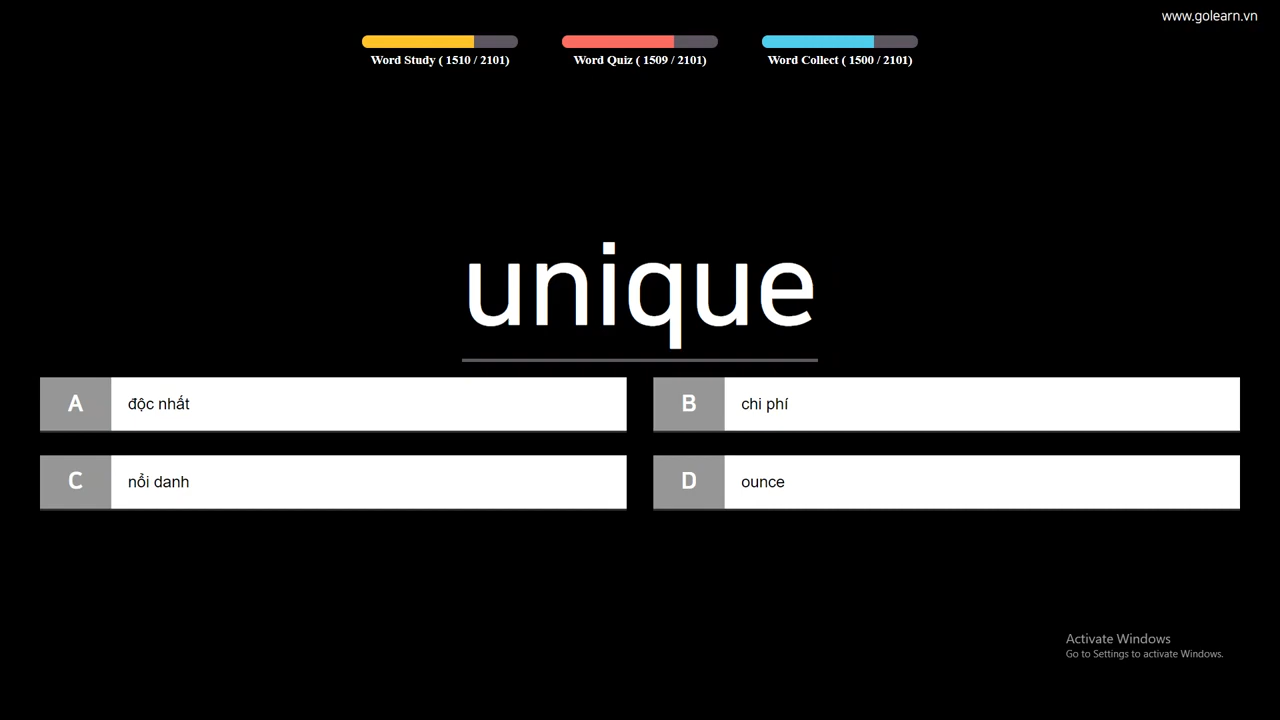 www.golearn.vn
Word Study ( 1510 / 2101)
Word Quiz ( 1509 / 2101)
Word Collect ( 1500 / 2101)
unique
A độc nhất
B chi phí
C nổi danh
D ounce
Activate Windows
Go to Settings to activate Windows.